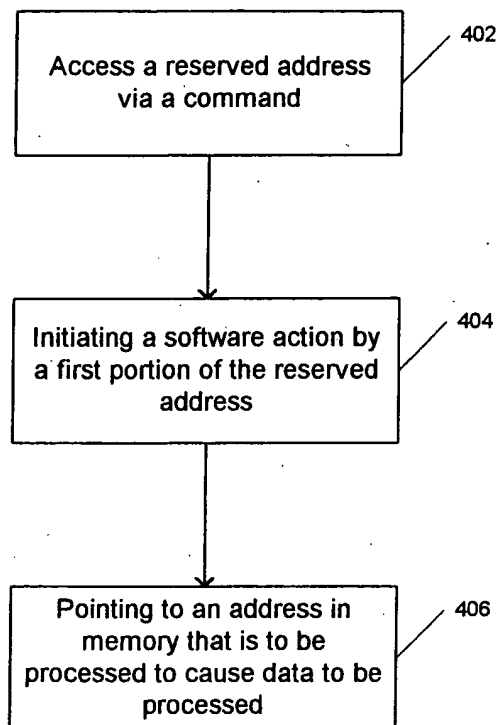 Access a reserved address
via a command
402
Initiating a software action by
a first portion of the reserved
address
404
Pointing to an address in
memory that is to be
processed to cause data to be
processed
406